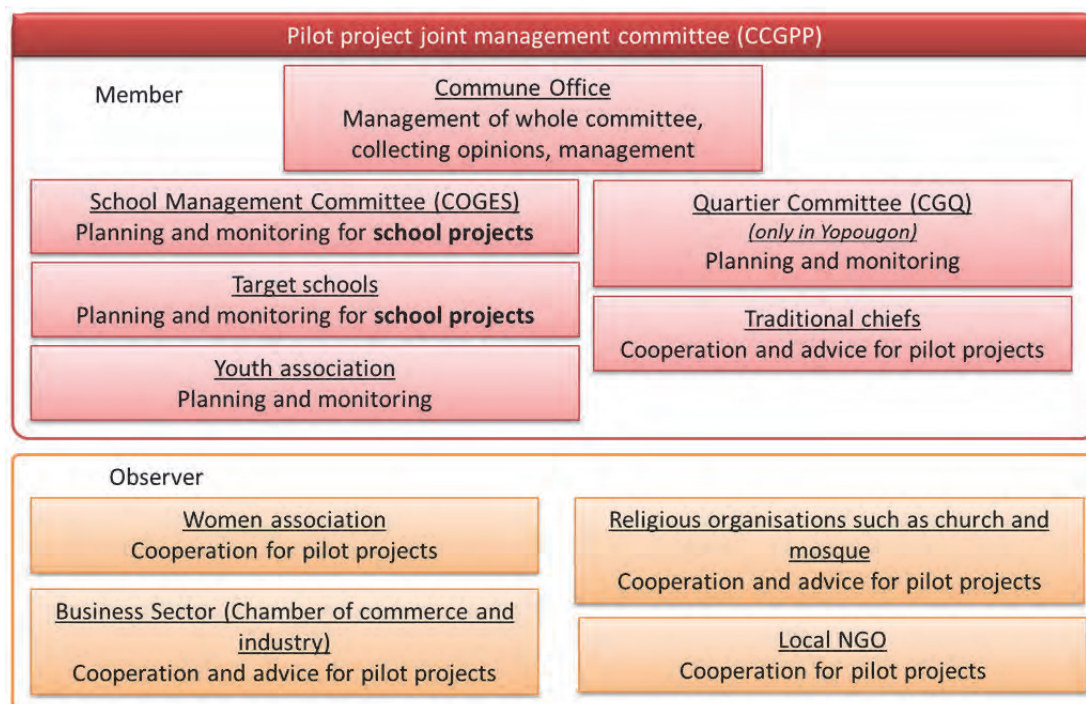 Pilot project joint management committee (CCGPP)
Member
Commune Office
Management of whole committee,
collecting opinions, management
School Management Committee (COGES)
Planning and monitoring for school projects
Target schools
Planning and monitoring for school projects
Youth association
Planning and monitoring
Quartier Committee (CGQ)
(only in Yopougon)
Planning and monitoring
Traditional chiefs
Cooperation and advice for pilot projects
Observer
Women association
Cooperation for pilot projects
Business Sector (Chamber of commerce and
industry)
Cooperation and advice for pilot projects
Religious organisations such as church and
mosque
Cooperation and advice for pilot projects
Local NGO
Cooperation for pilot projects